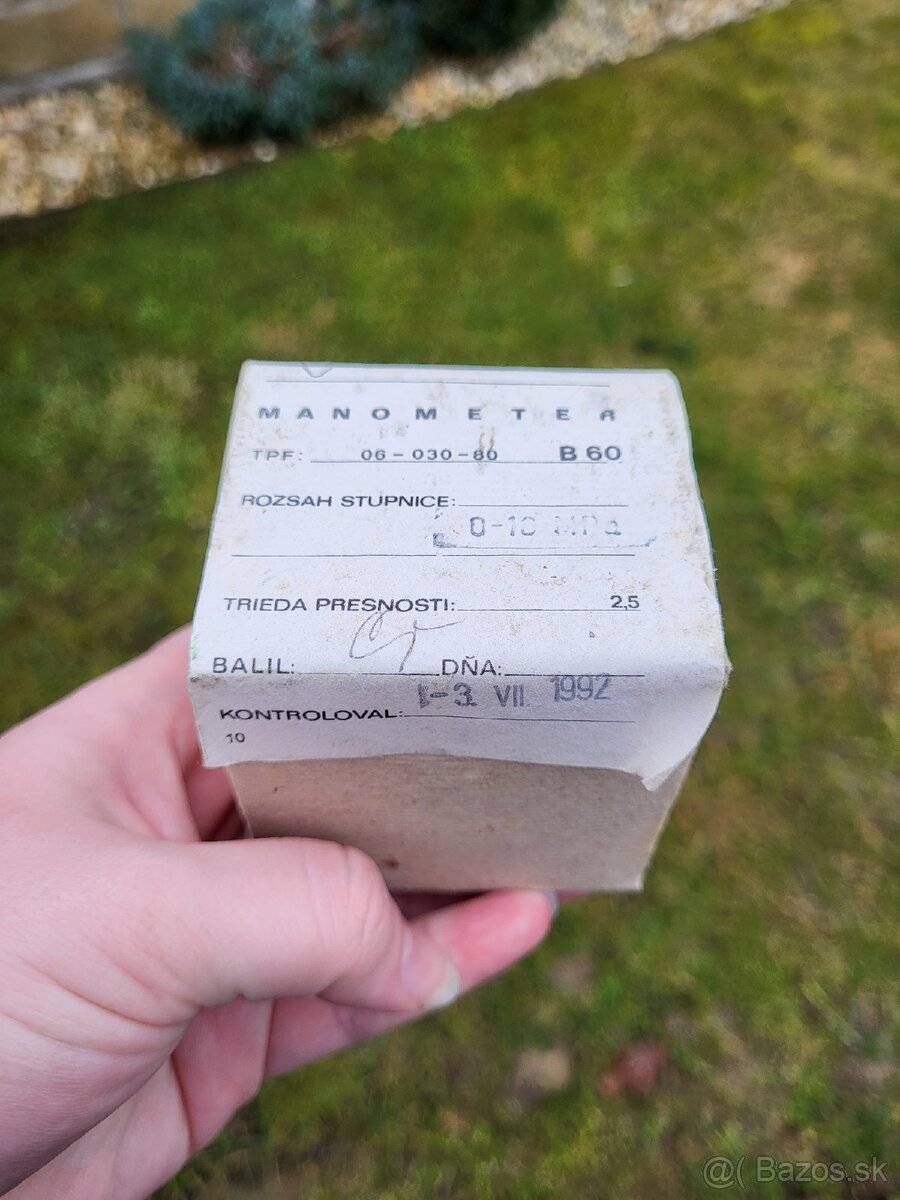 MANOMETER
TPF: 06-030-80 B 60
ROZSAH STUPNICE:
0-10 MPa
TRIEDA PRESNOSTI: 2,5
BALIL: DŇA:
-3. VII 1992
KONTROLOVAL:
10
@( Bazos.sk